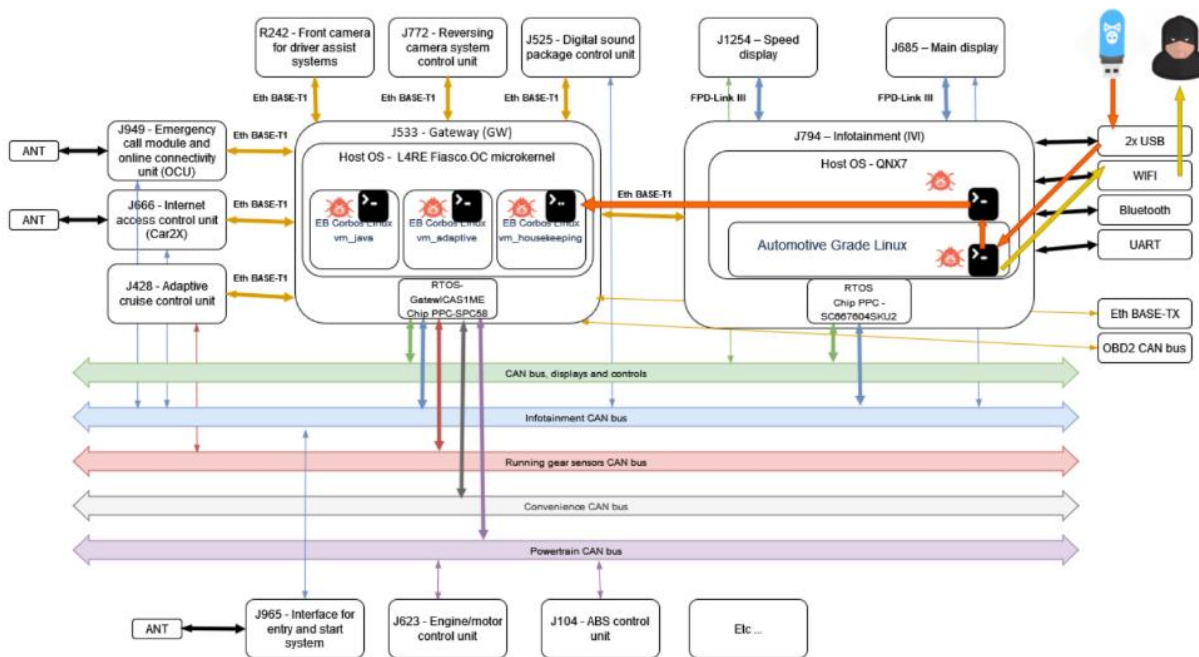 R242 - Front camera
for driver assist
systems
J772 - Reversing
camera system
control unit
J525 - Digital sound
package control unit
J1254 – Speed
display
J685 – Main display
Eth BASE-T1
Eth BASE-T1
Eth BASE-T1
FPD-Link III
FPD-Link III
J949 - Emergency
call module and
online connectivity
unit (OCU)
Eth BASE-T1
ANT
J666 - Internet
access control unit
(Car2X)
Eth BASE-T1
ANT
J428 - Adaptive
cruise control unit
Eth BASE-T1
J533 - Gateway (GW)
Host OS - L4RE Fiasco.OC microkernel
EB Corbos Linux
vm_java
EB Corbos Linux
vm_adaptive
EB Corbos Linux
vm_housekeeping
RTOS-
GatewICAS1ME
Chip PPC-SPC58
Eth BASE-T1
J794 – Infotainment (IVI)
Host OS - QNX7
Automotive Grade Linux
RTOS
Chip PPC -
SC667604SKU2
2x USB
WIFI
Bluetooth
UART
Eth BASE-TX
OBD2 CAN bus
CAN bus, displays and controls
Infotainment CAN bus
Running gear sensors CAN bus
Convenience CAN bus
Powertrain CAN bus
ANT
J965 - Interface for
entry and start
system
J623 - Engine/motor
control unit
J104 - ABS control
unit
Etc ...